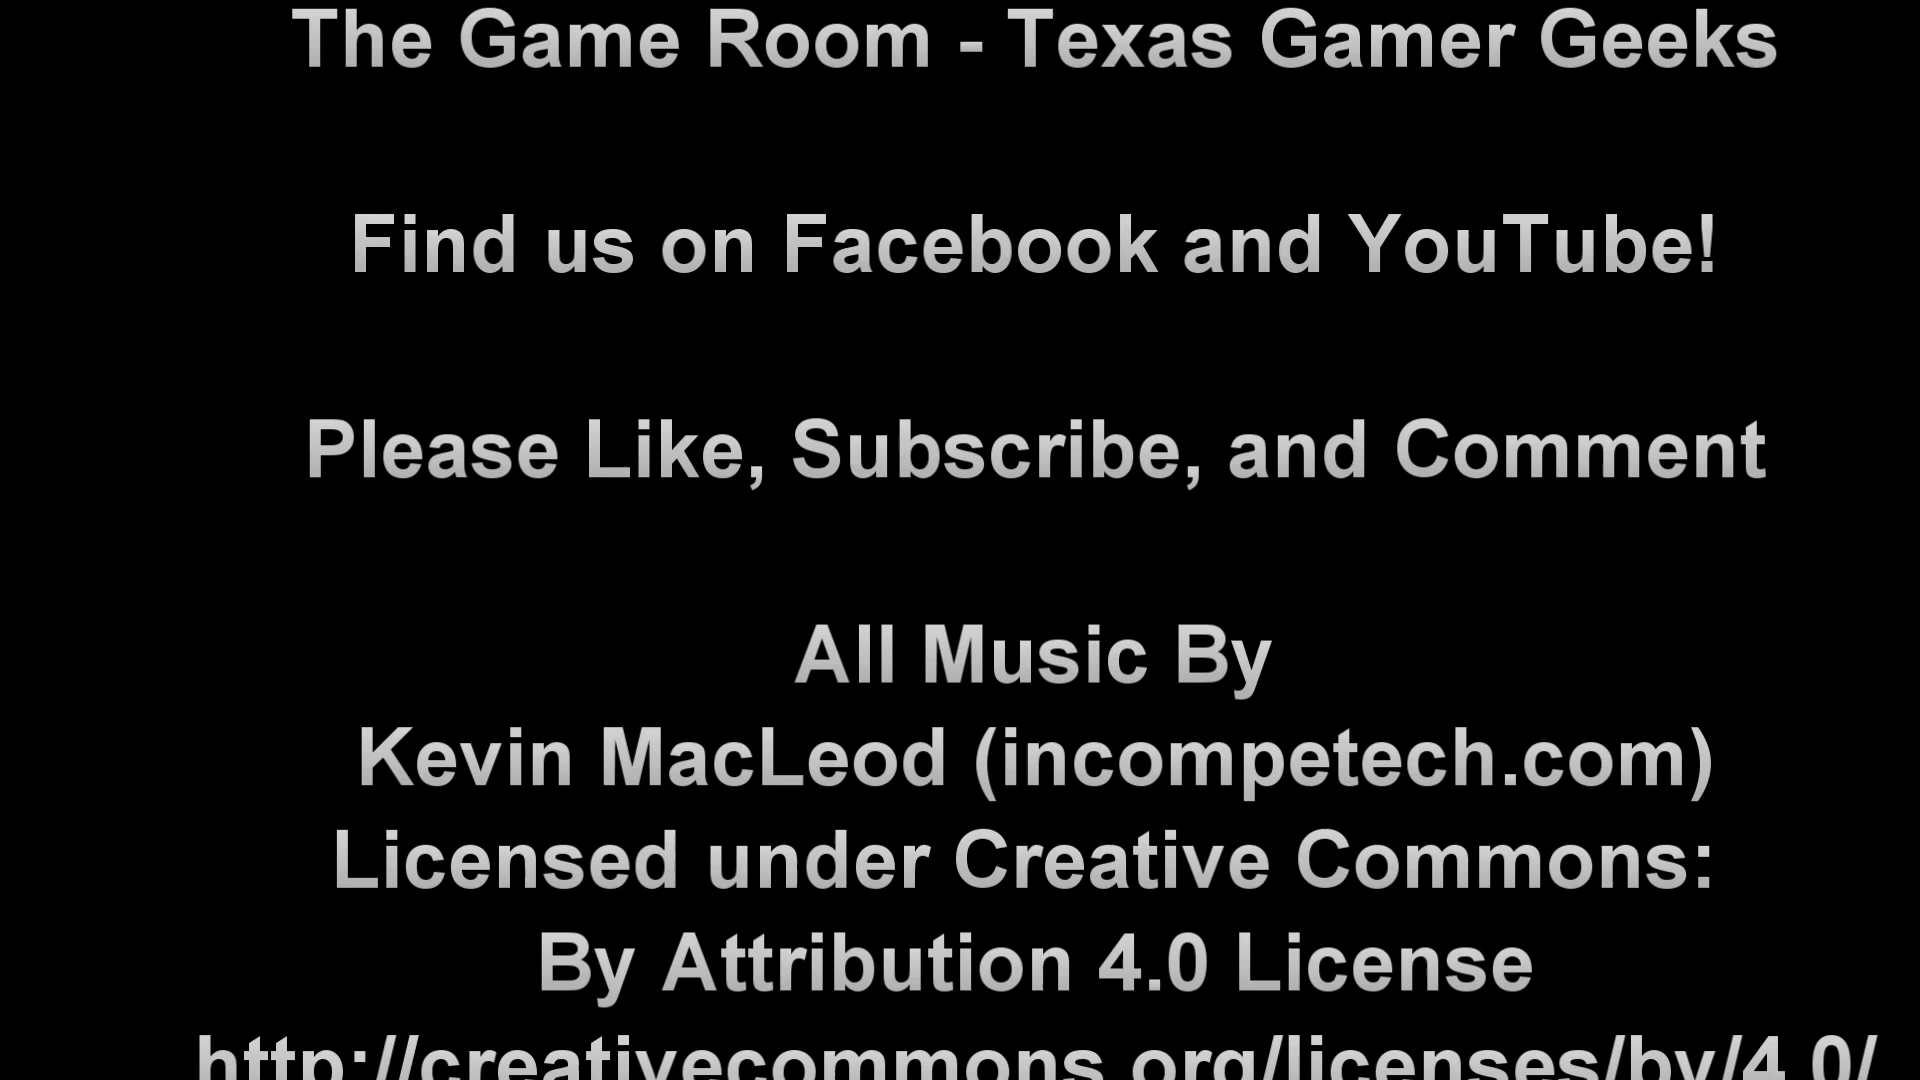 The Game Room - Texas Gamer Geeks
Find us on Facebook and YouTube!
Please Like, Subscribe, and Comment
All Music By
Kevin MacLeod (incompetech.com)
Licensed under Creative Commons:
By Attribution 4.0 License
http://creativecommons.org/licenses/by/4.0/